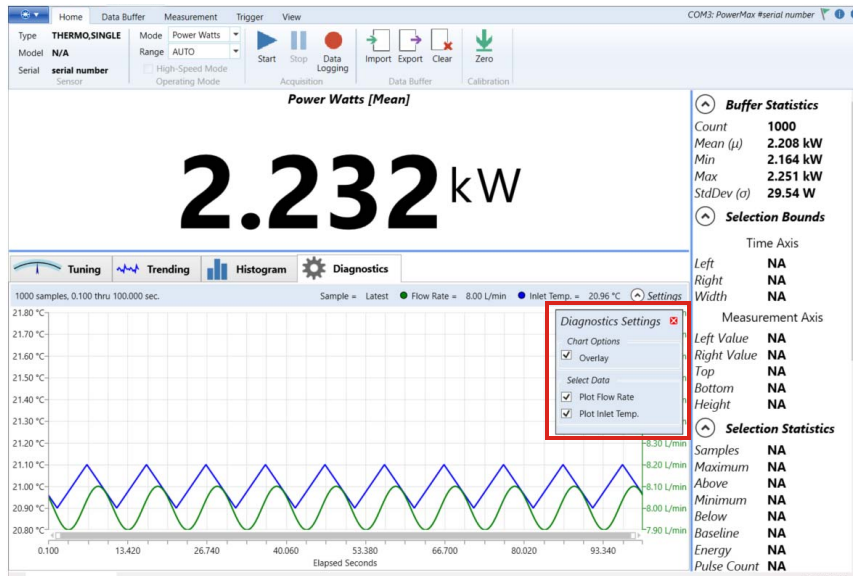 Home Data Buffer Measurement Trigger View COM3: PowerMax #serial number
Type THERMO,SINGLE Mode Power Watts
Model N/A Range AUTO
Serial serial number High-Speed Mode
Start Stop Data Logging Import Export Clear Zero
Sensor Operating Mode Acquisition Data Buffer Calibration
Power Watts [Mean]
2.232 kW
Tuning Trending Histogram Diagnostics
1000 samples, 0.100 thru 100.000 sec. Sample = Latest Flow Rate = 8.00 L/min Inlet Temp. = 20.96 °C Settings
21.80 °C
21.70 °C
21.60 °C
21.50 °C
21.40 °C
21.30 °C
21.20 °C
21.10 °C
21.00 °C
20.90 °C
20.80 °C
Diagnostics Settings
Chart Options
Overlay
Select Data
Plot Flow Rate
Plot Inlet Temp.
8.30 L/min
8.20 L/min
8.10 L/min
8.00 L/min
7.90 L/min
0.100 13.420 26.740 40.060 53.380 66.700 80.020 93.340
Elapsed Seconds
Buffer Statistics
Count 1000
Mean (μ) 2.208 kW
Min 2.164 kW
Max 2.251 kW
StdDev (σ) 29.54 W
Selection Bounds
Time Axis
Left NA
Right NA
Width NA
Measurement Axis
Left Value NA
Right Value NA
Top NA
Bottom NA
Height NA
Selection Statistics
Samples NA
Maximum NA
Above NA
Minimum NA
Below NA
Baseline NA
Energy NA
Pulse Count NA